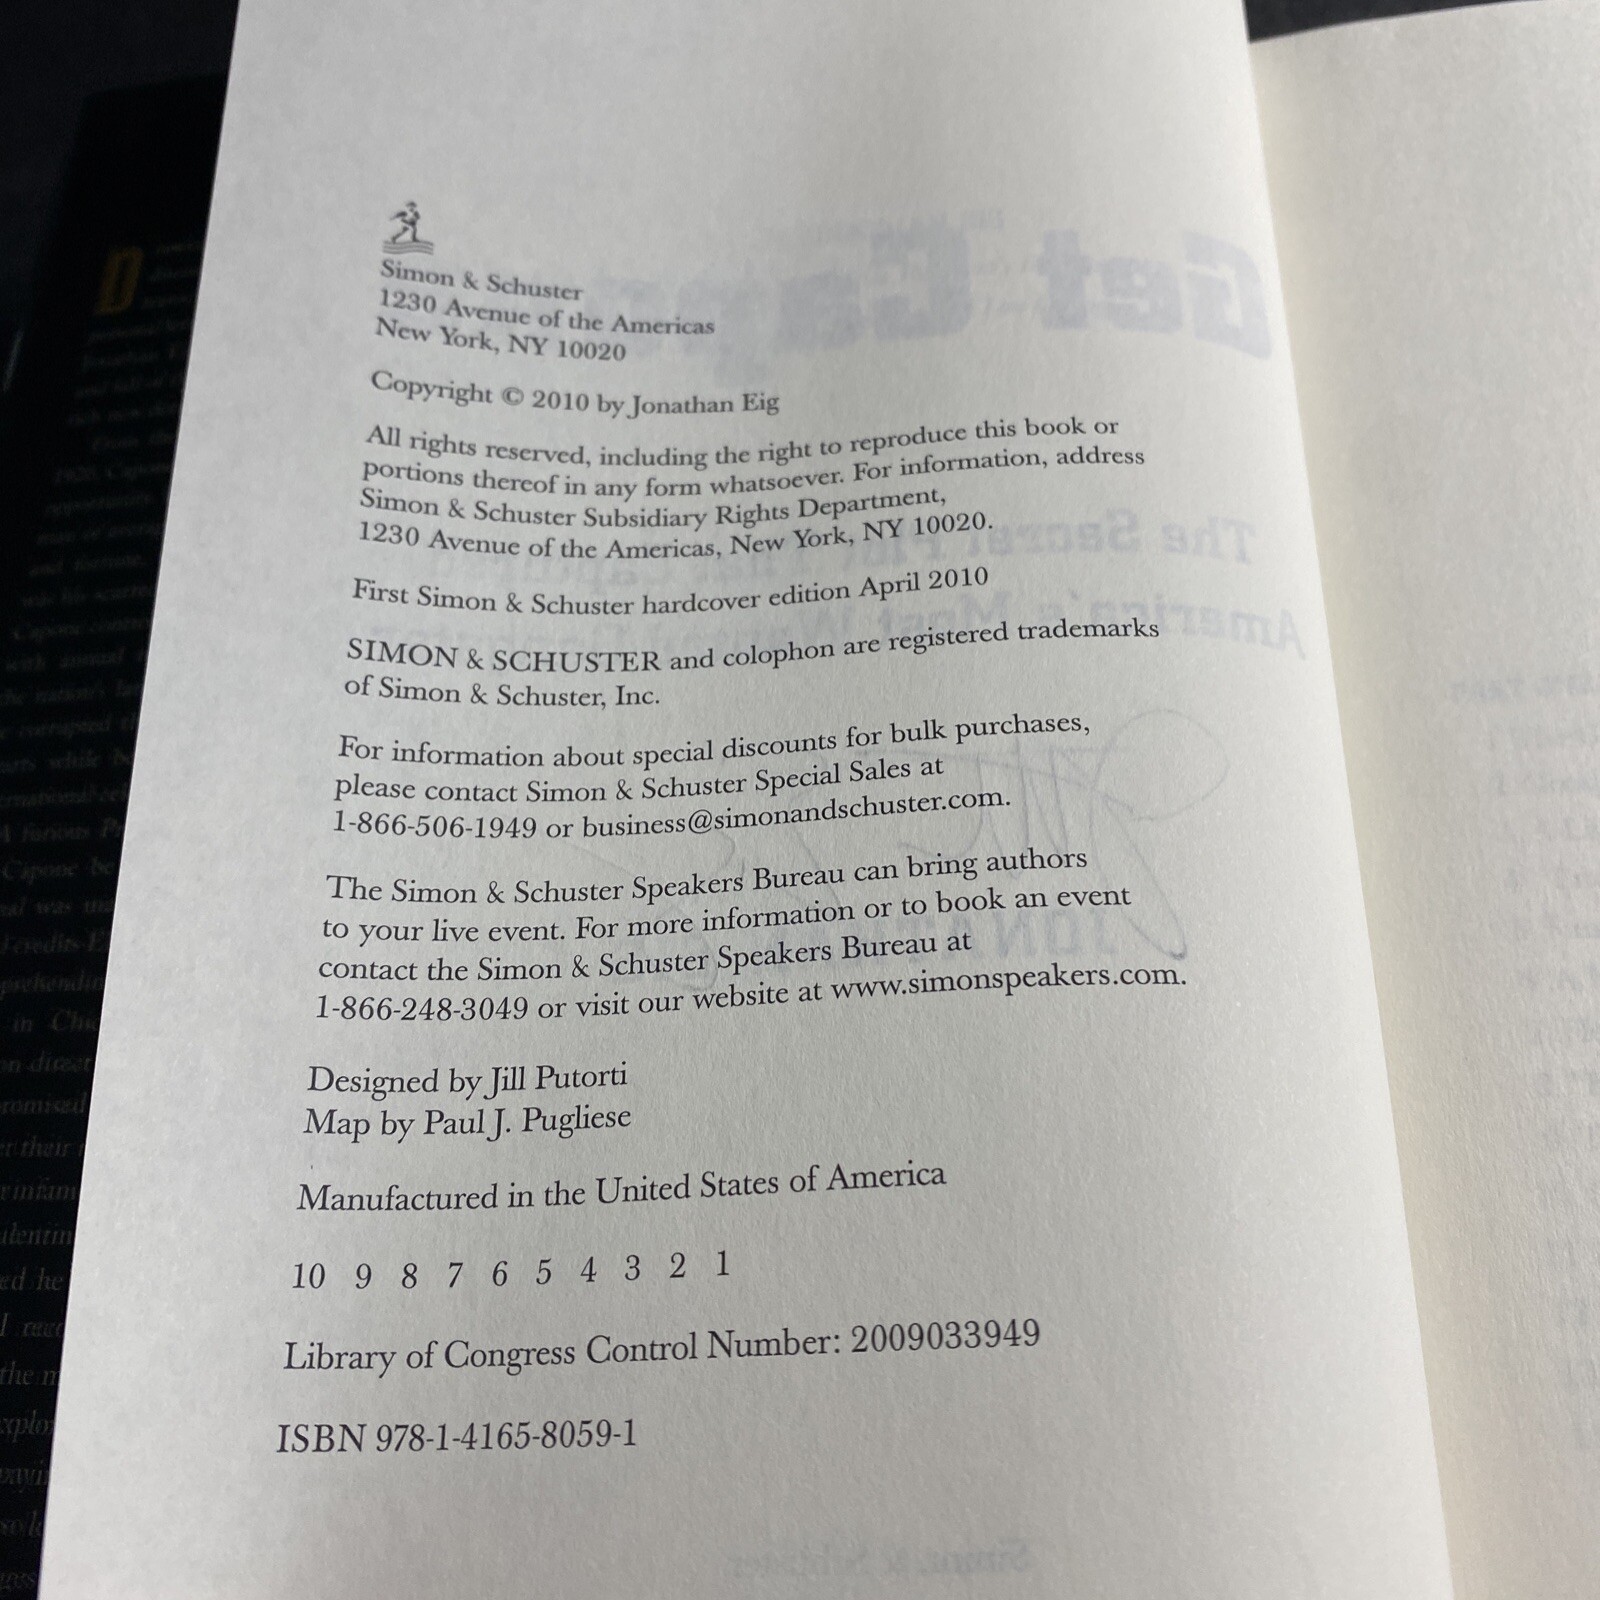 Simon & Schuster
1230 Avenue of the Americas
New York, NY 10020
Copyright © 2010 by Jonathan Eig
All rights reserved, including the right to reproduce this book or
portions thereof in any form whatsoever. For information, address
Simon & Schuster Subsidiary Rights Department,
1230 Avenue of the Americas, New York, NY 10020.
First Simon & Schuster hardcover edition April 2010
SIMON & SCHUSTER and colophon are registered trademarks
of Simon & Schuster, Inc.
For information about special discounts for bulk purchases,
please contact Simon & Schuster Special Sales at
1-866-506-1949 or business@simonandschuster.com.
The Simon & Schuster Speakers Bureau can bring authors
to your live event. For more information or to book an event
contact the Simon & Schuster Speakers Bureau at
1-866-248-3049 or visit our website at www.simonspeakers.com.
Designed by Jill Putorti
Map by Paul J. Pugliese
Manufactured in the United States of America
10 9 8 7 6 5 4 3 2 1
Library of Congress Control Number: 2009033949
ISBN 978-1-4165-8059-1